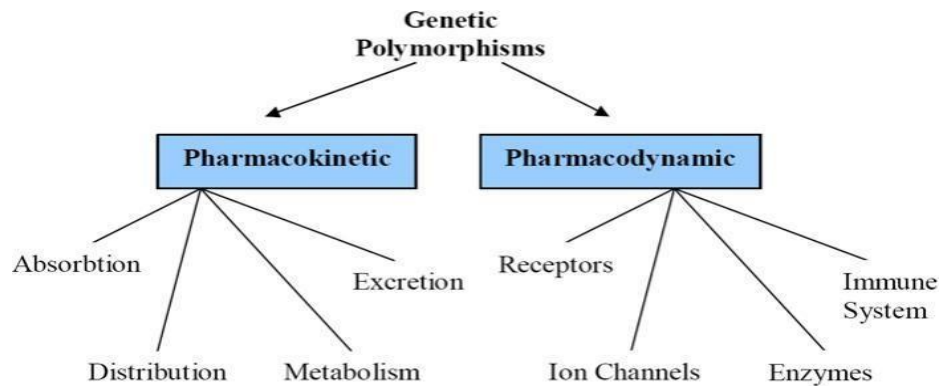 Genetic
Polymorphisms
Pharmacokinetic
Pharmacodynamic
Absorbtion
Excretion
Distribution
Metabolism
Receptors
Immune
System
Ion Channels
Enzymes